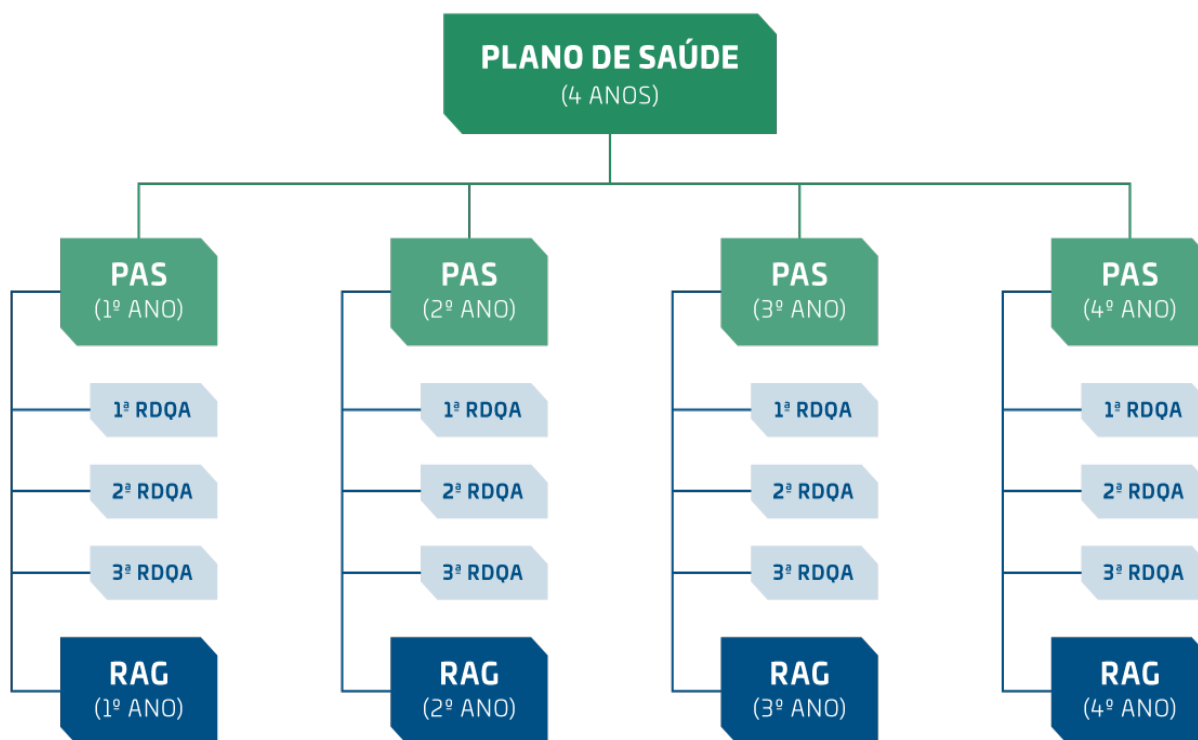 PLANO DE SAÚDE
(4 ANOS)
PAS
(1º ANO)
PAS
(2º ANO)
PAS
(3º ANO)
PAS
(4º ANO)
1ª RDQA
1ª RDQA
1ª RDQA
1ª RDQA
2ª RDQA
2ª RDQA
2ª RDQA
2ª RDQA
3ª RDQA
3ª RDQA
3ª RDQA
3ª RDQA
RAG
(1º ANO)
RAG
(2º ANO)
RAG
(3º ANO)
RAG
(4º ANO)